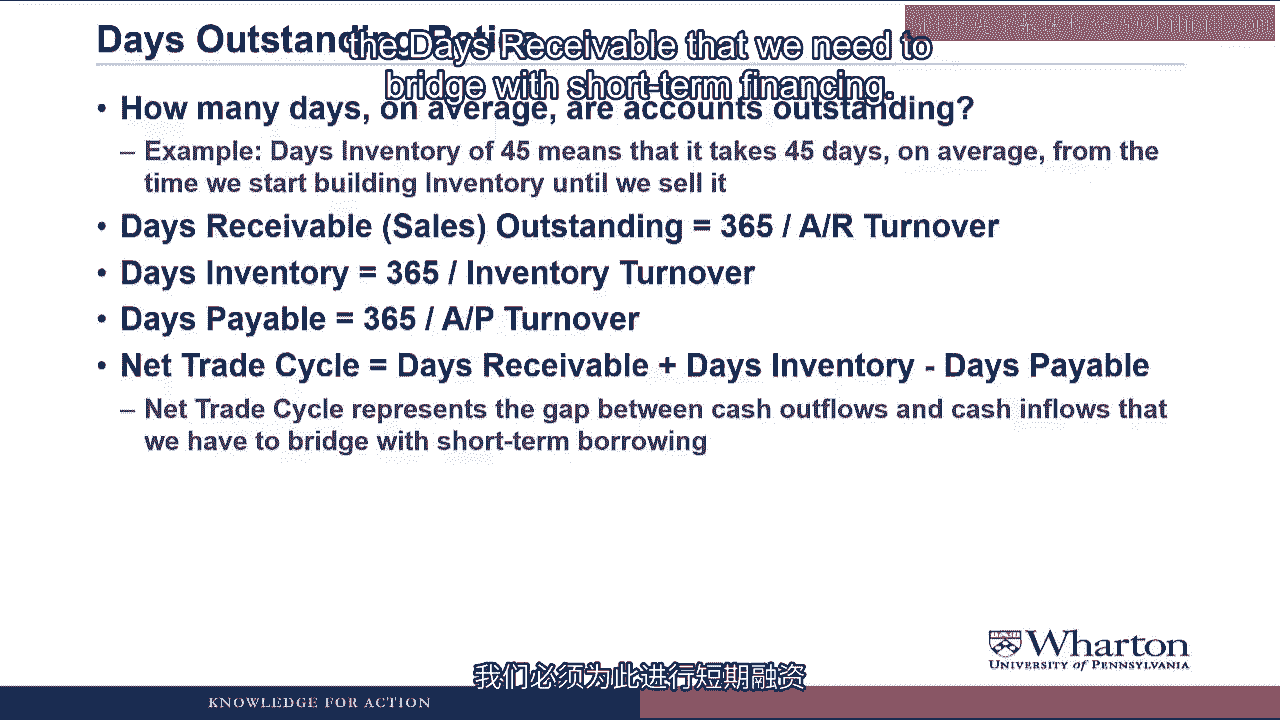 Days Outstanding Ratios
the Days Receivable that we need to
bridge with short-term financing.
• How many days, on average, are accounts outstanding?
– Example: Days Inventory of 45 means that it takes 45 days, on average, from the
time we start building Inventory until we sell it
• Days Receivable (Sales) Outstanding = 365 / A/R Turnover
• Days Inventory = 365 / Inventory Turnover
• Days Payable = 365 / A/P Turnover
• Net Trade Cycle = Days Receivable + Days Inventory - Days Payable
– Net Trade Cycle represents the gap between cash outflows and cash inflows that
we have to bridge with short-term borrowing
Wharton
UNIVERSITY of PENNSYLVANIA
我们必须为此进行短期融资
KNOWLEDGE FOR ACTION